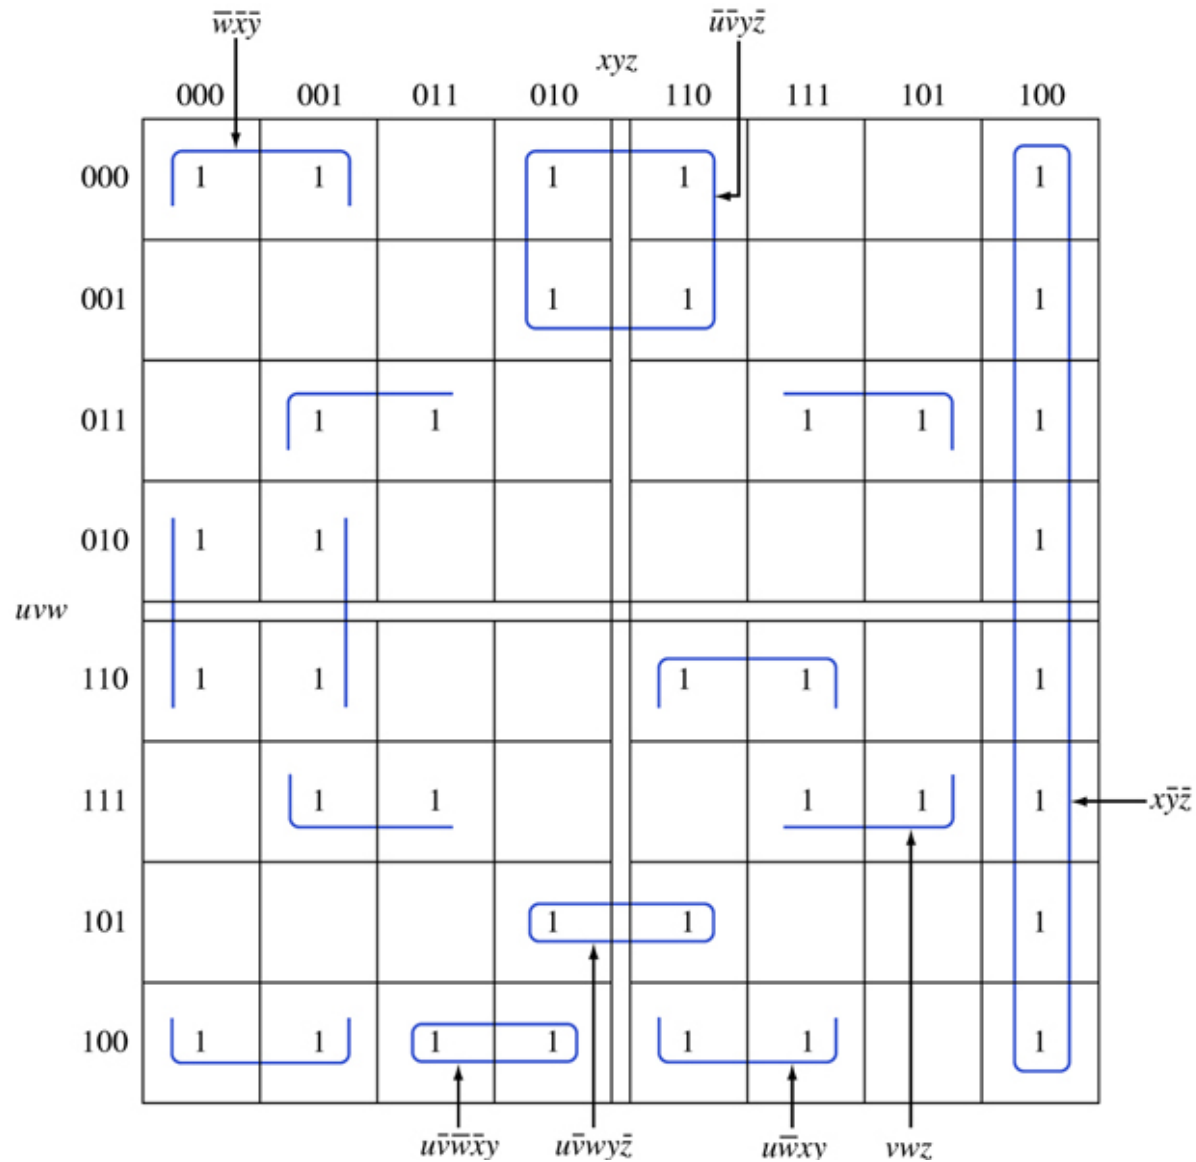 w̅x̅y̅ u̅v̅yz̅
xyz
000 001 011 010 110 111 101 100
000 1 1 1 1 1
001 1 1 1
011 1 1 1 1 1
010 1 1 1
uvw
110 1 1 1 1 1
111 1 1 1 1 1 xy̅z̅
101 1 1 1
100 1 1 1 1 1 1 1
uv̅w̅x̅y uv̅wyz̅ uw̅xy vwz